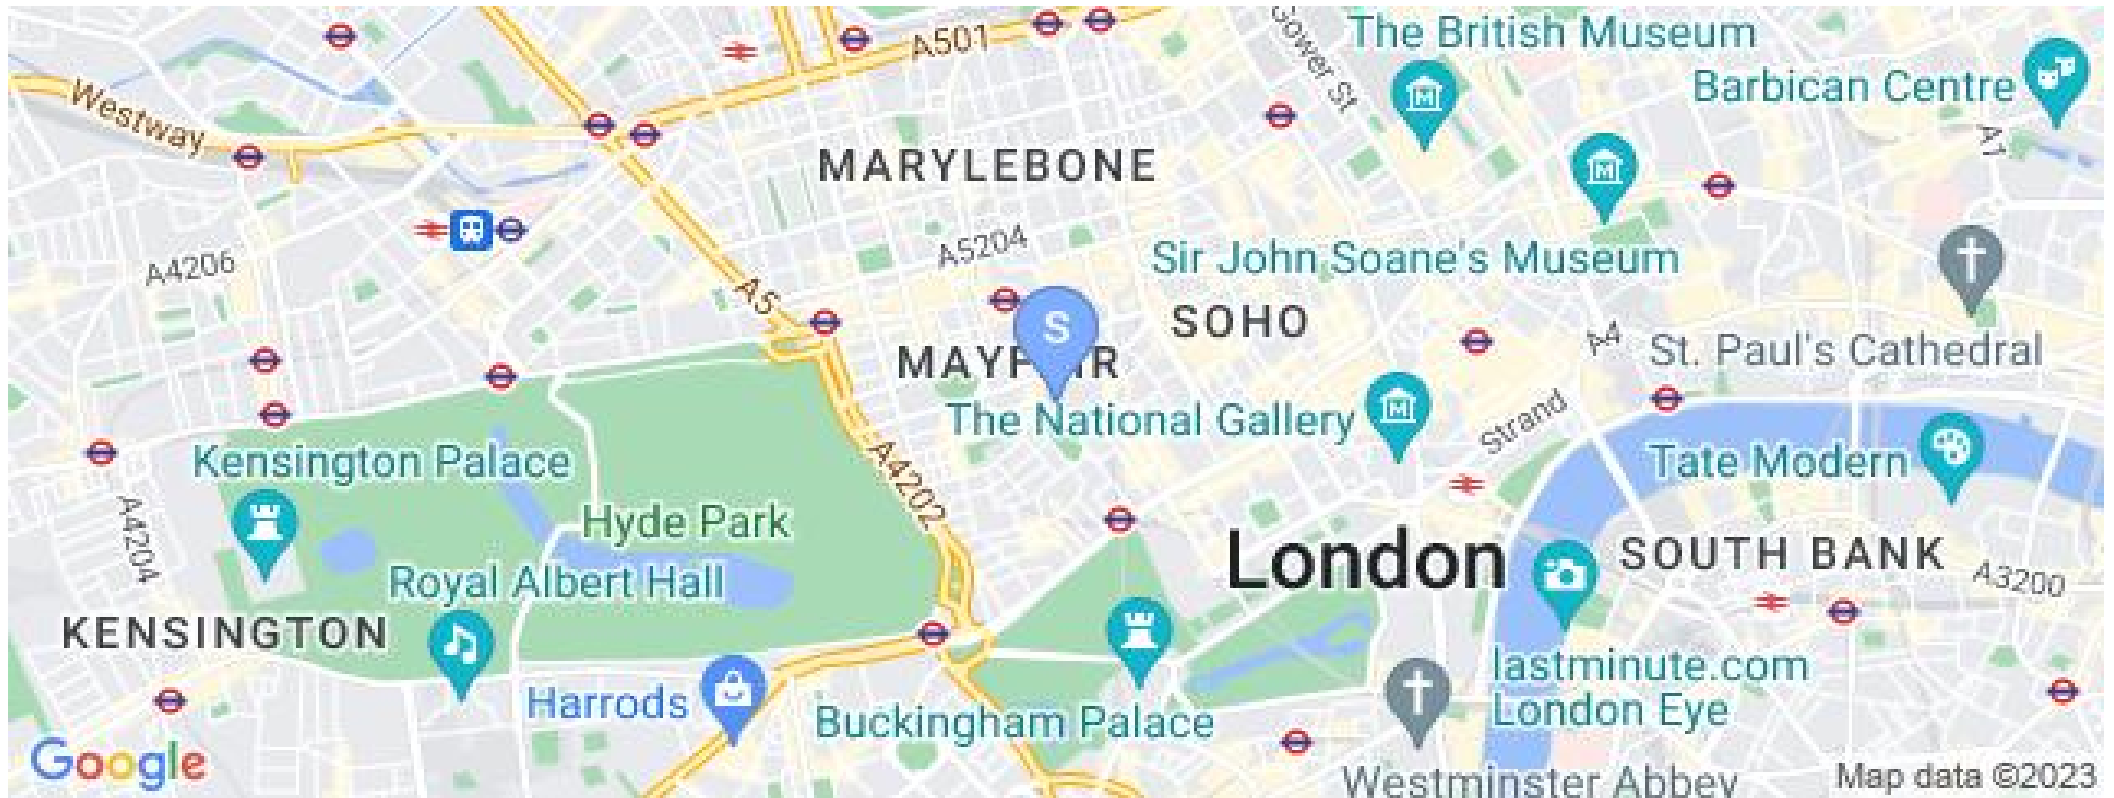 The British Museum
A501
Gower St
Barbican Centre
Westway
A1
MARYLEBONE
A5204
A4206
Sir John Soane's Museum
A5
S
SOHO
A4
St. Paul's Cathedral
MAYFAIR
The National Gallery
Strand
Kensington Palace
A4202
Tate Modern
A4204
Hyde Park
London
SOUTH BANK
A3200
Royal Albert Hall
KENSINGTON
lastminute.com
London Eye
Harrods
Buckingham Palace
Google
Westminster Abbey
Map data ©2023